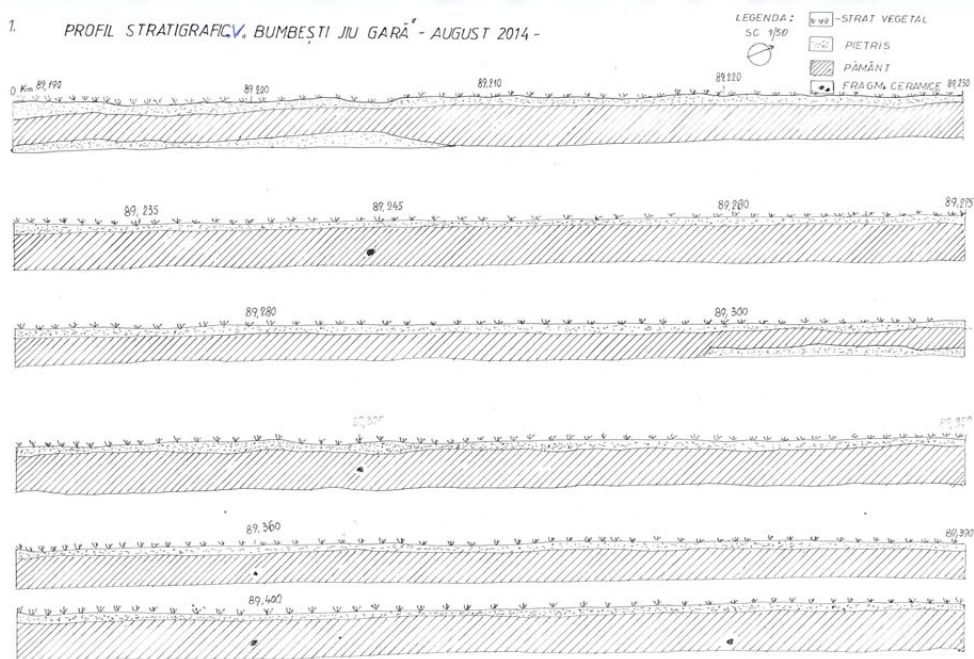 1. PROFIL STRATIGRAFIC V. BUMBEȘTI JIU GARĂ" - AUGUST 2014 -
LEGENDA:
SC 1/50
- STRAT VEGETAL
PIETRIȘ
PĂMÂNT
FRAGM. CERAMICE
0 Km 89,190 89,200 89,210 89,220 89,230
89,235 89,245 89,260 89,275
89,280 89,300
89,360 89,390
89,400